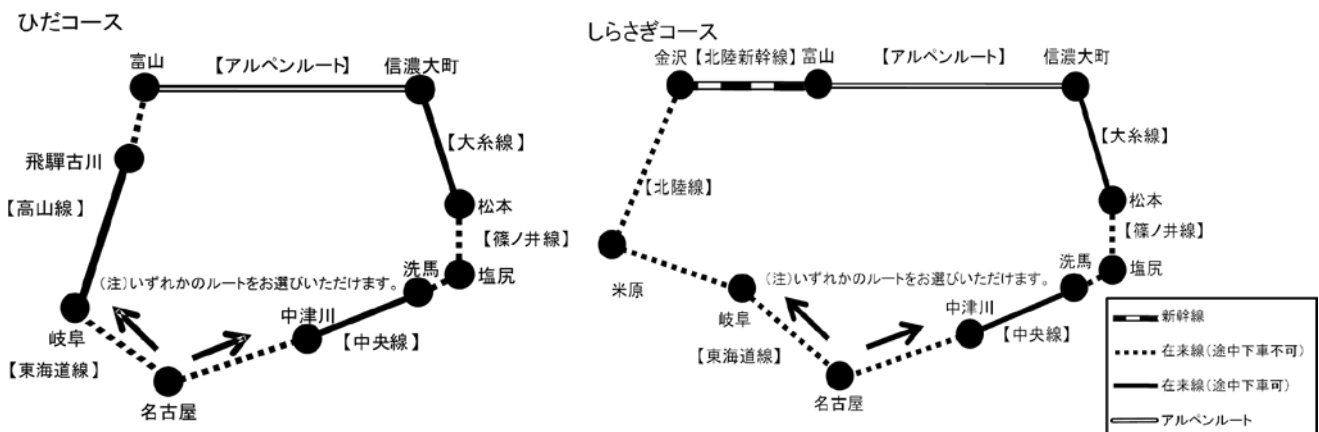 ひだコース
富山
【アルペンルート】
信濃大町
【大糸線】
飛騨古川
【高山線】
松本
【篠ノ井線】
洗馬
塩尻
(注)いずれかのルートをお選びいただけます。
中津川
【中央線】
岐阜
【東海道線】
名古屋
しらさぎコース
金沢
【北陸新幹線】
富山
【アルペンルート】
信濃大町
【大糸線】
【北陸線】
松本
【篠ノ井線】
洗馬
塩尻
(注)いずれかのルートをお選びいただけます。
米原
岐阜
中津川
【中央線】
【東海道線】
名古屋
新幹線
在来線(途中下車不可)
在来線(途中下車可)
アルペンルート